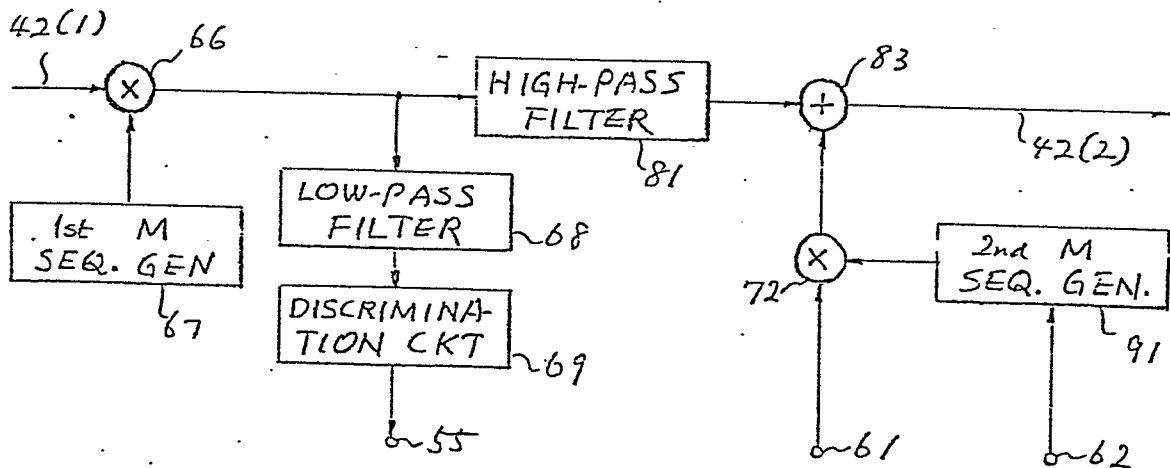 42(1)
66
×
HIGH-PASS
FILTER
81
83
+
42(2)
1st M
SEQ. GEN
67
LOW-PASS
FILTER
68
DISCRIMINA-
TION CKT
69
55
72
×
2nd M
SEQ. GEN.
91
61
62